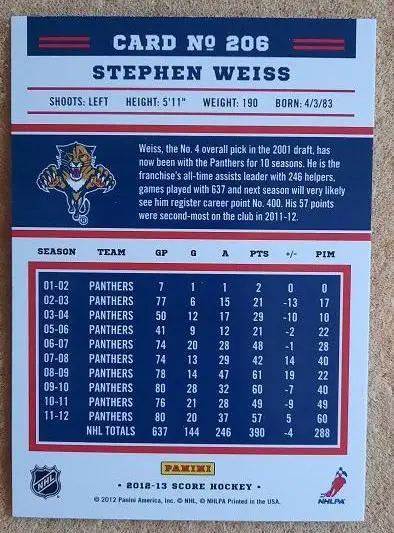 CARD Nº 206
STEPHEN WEISS
SHOOTS: LEFT HEIGHT: 5'11" WEIGHT: 190 BORN: 4/3/83
Weiss, the No. 4 overall pick in the 2001 draft, has
now been with the Panthers for 10 seasons. He is the
franchise's all-time assists leader with 246 helpers,
games played with 637 and next season will very likely
see him register career point No. 400. His 57 points
were second-most on the club in 2011-12.
SEASON TEAM GP G A PTS +/- PIM
01-02 PANTHERS 7 1 1 2 0 0
02-03 PANTHERS 77 6 15 21 -13 17
03-04 PANTHERS 50 12 17 29 -10 10
05-06 PANTHERS 41 9 12 21 -2 22
06-07 PANTHERS 74 20 28 48 -1 28
07-08 PANTHERS 74 13 29 42 14 40
08-09 PANTHERS 78 14 47 61 19 22
09-10 PANTHERS 80 28 32 60 -7 40
10-11 PANTHERS 76 21 28 49 -9 49
11-12 PANTHERS 80 20 37 57 5 60
NHL TOTALS 637 144 246 390 -4 288
PANINI
NHL
• 2012-13 SCORE HOCKEY •
© 2012 Panini America, Inc. © NHL, © NHLPA Printed in the USA.
NHLPA